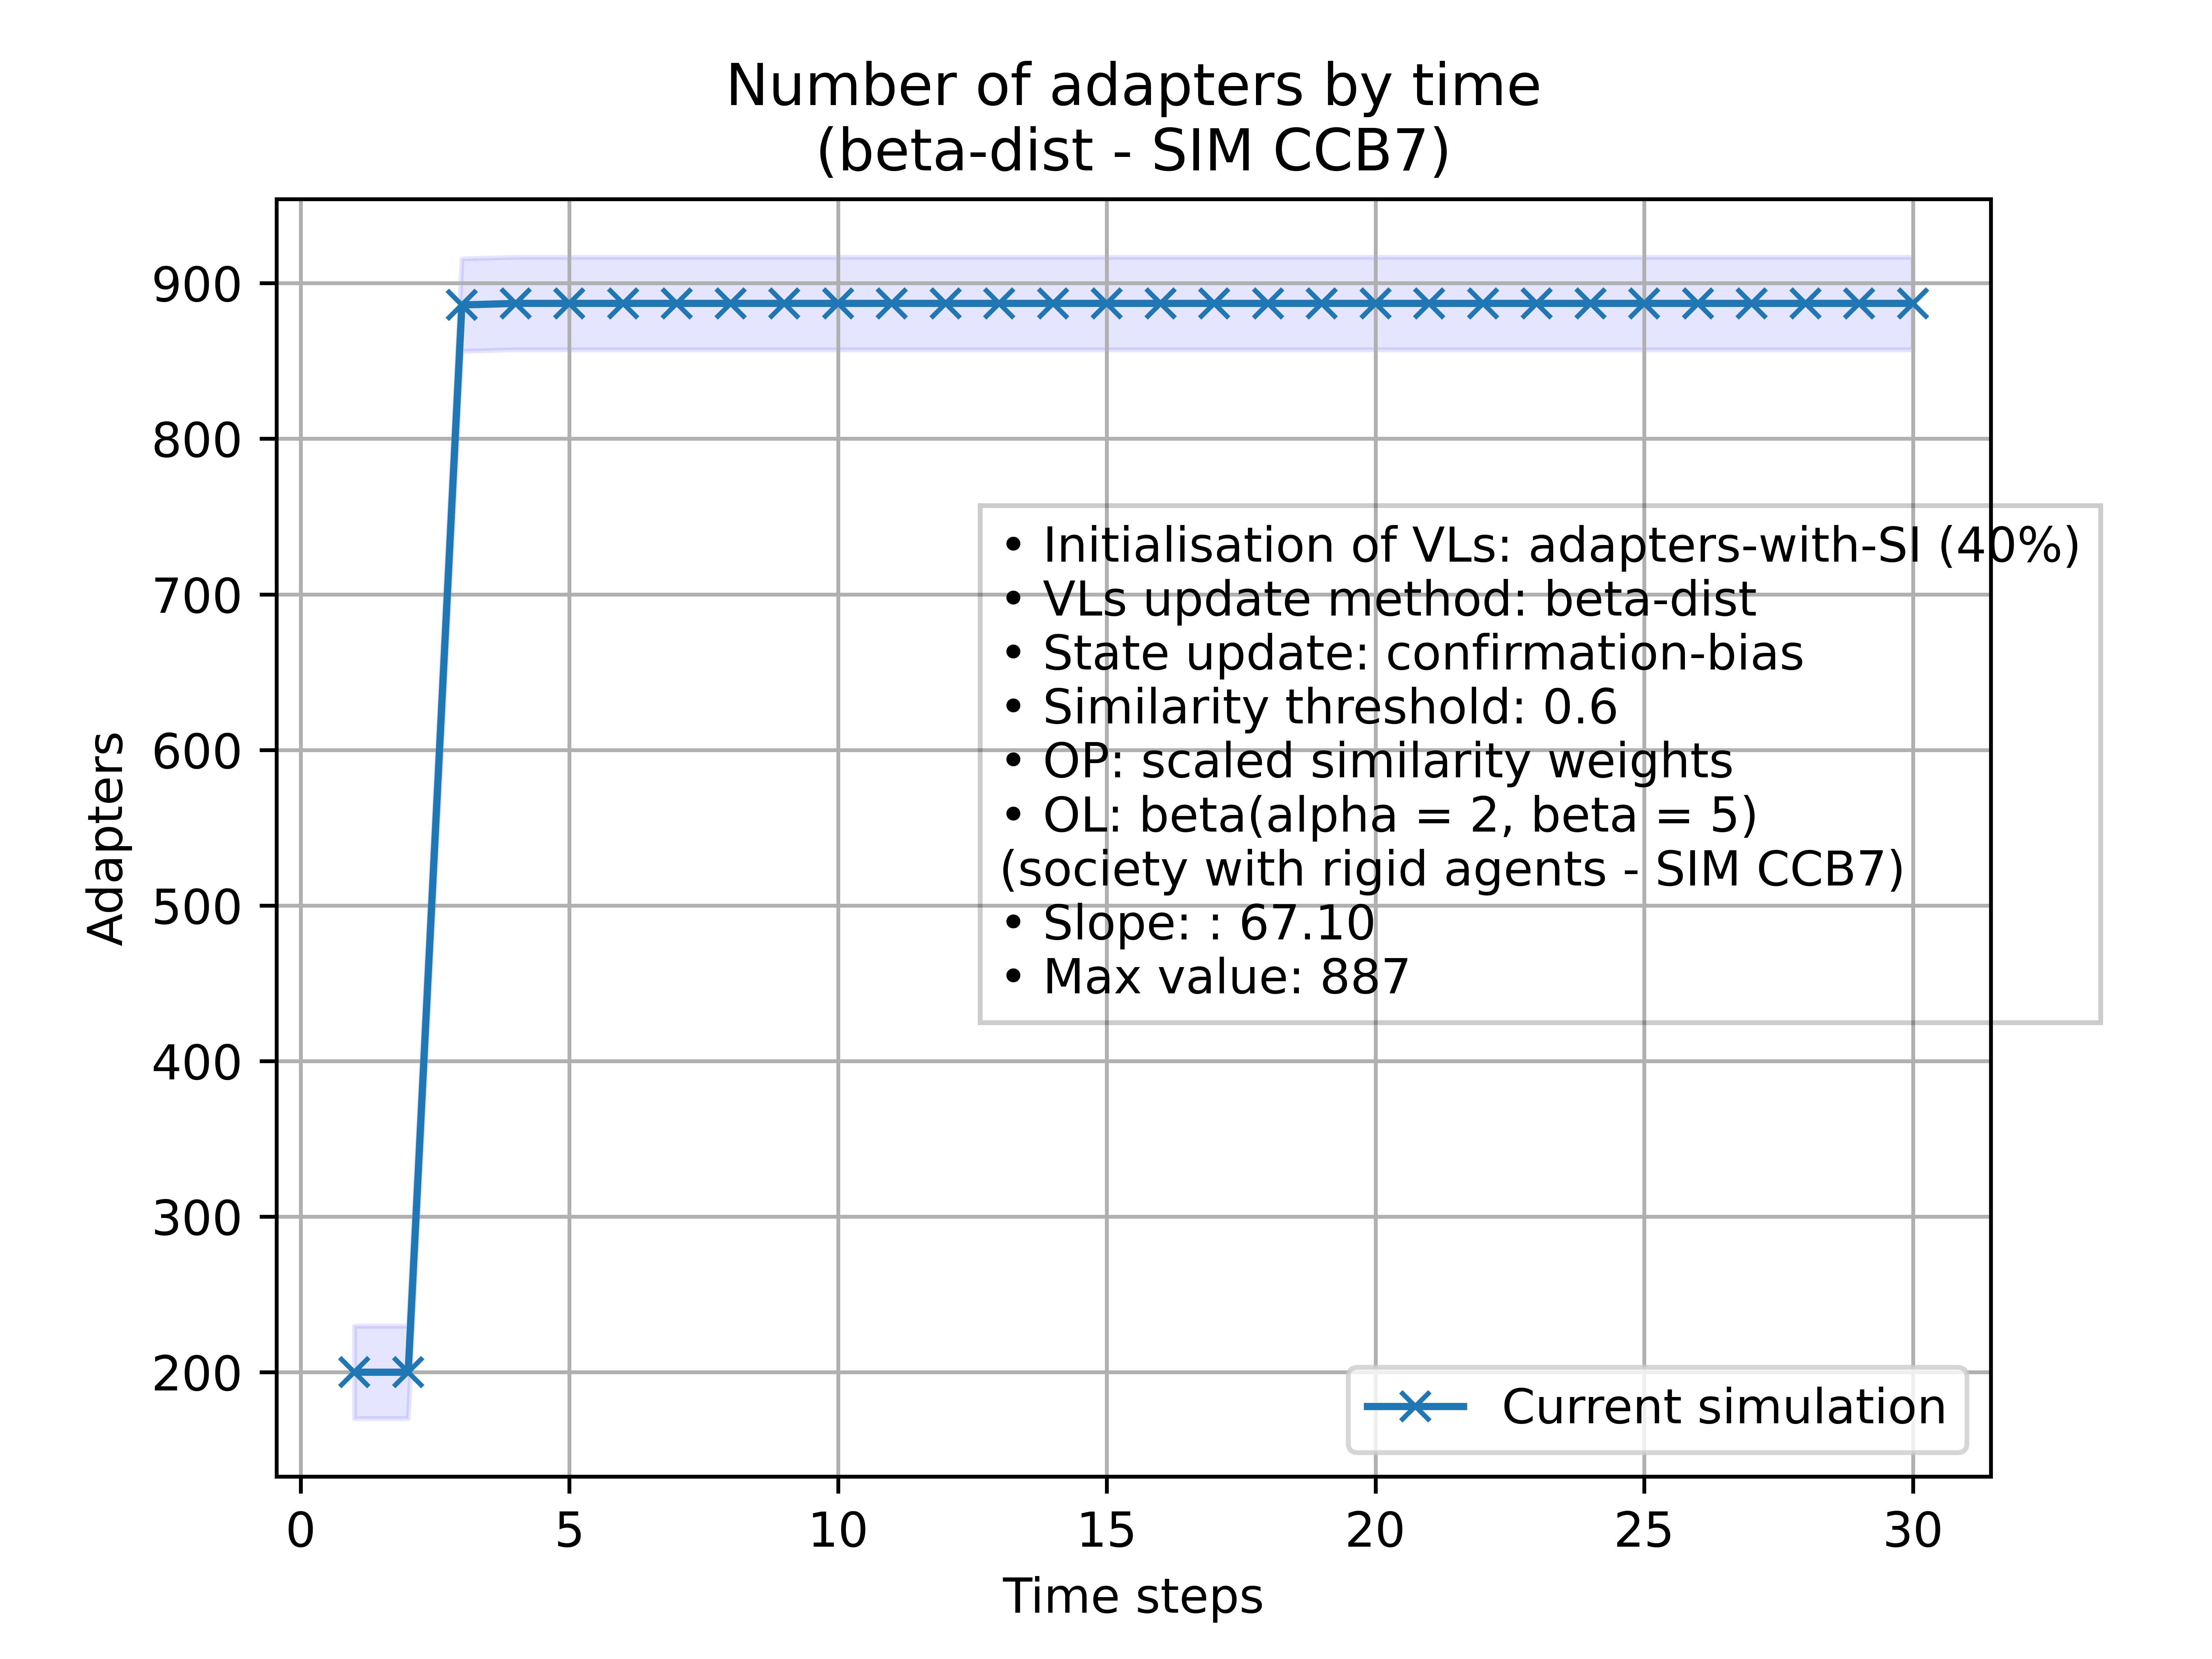 Number of adapters by time
(beta-dist - SIM CCB7)
900
800
700
600
500
400
300
200
Adapters
• Initialisation of VLs: adapters-with-SI (40%)
• VLs update method: beta-dist
• State update: confirmation-bias
• Similarity threshold: 0.6
• OP: scaled similarity weights
• OL: beta(alpha = 2, beta = 5)
(society with rigid agents - SIM CCB7)
• Slope: : 67.10
• Max value: 887
Current simulation
0 5 10 15 20 25 30
Time steps